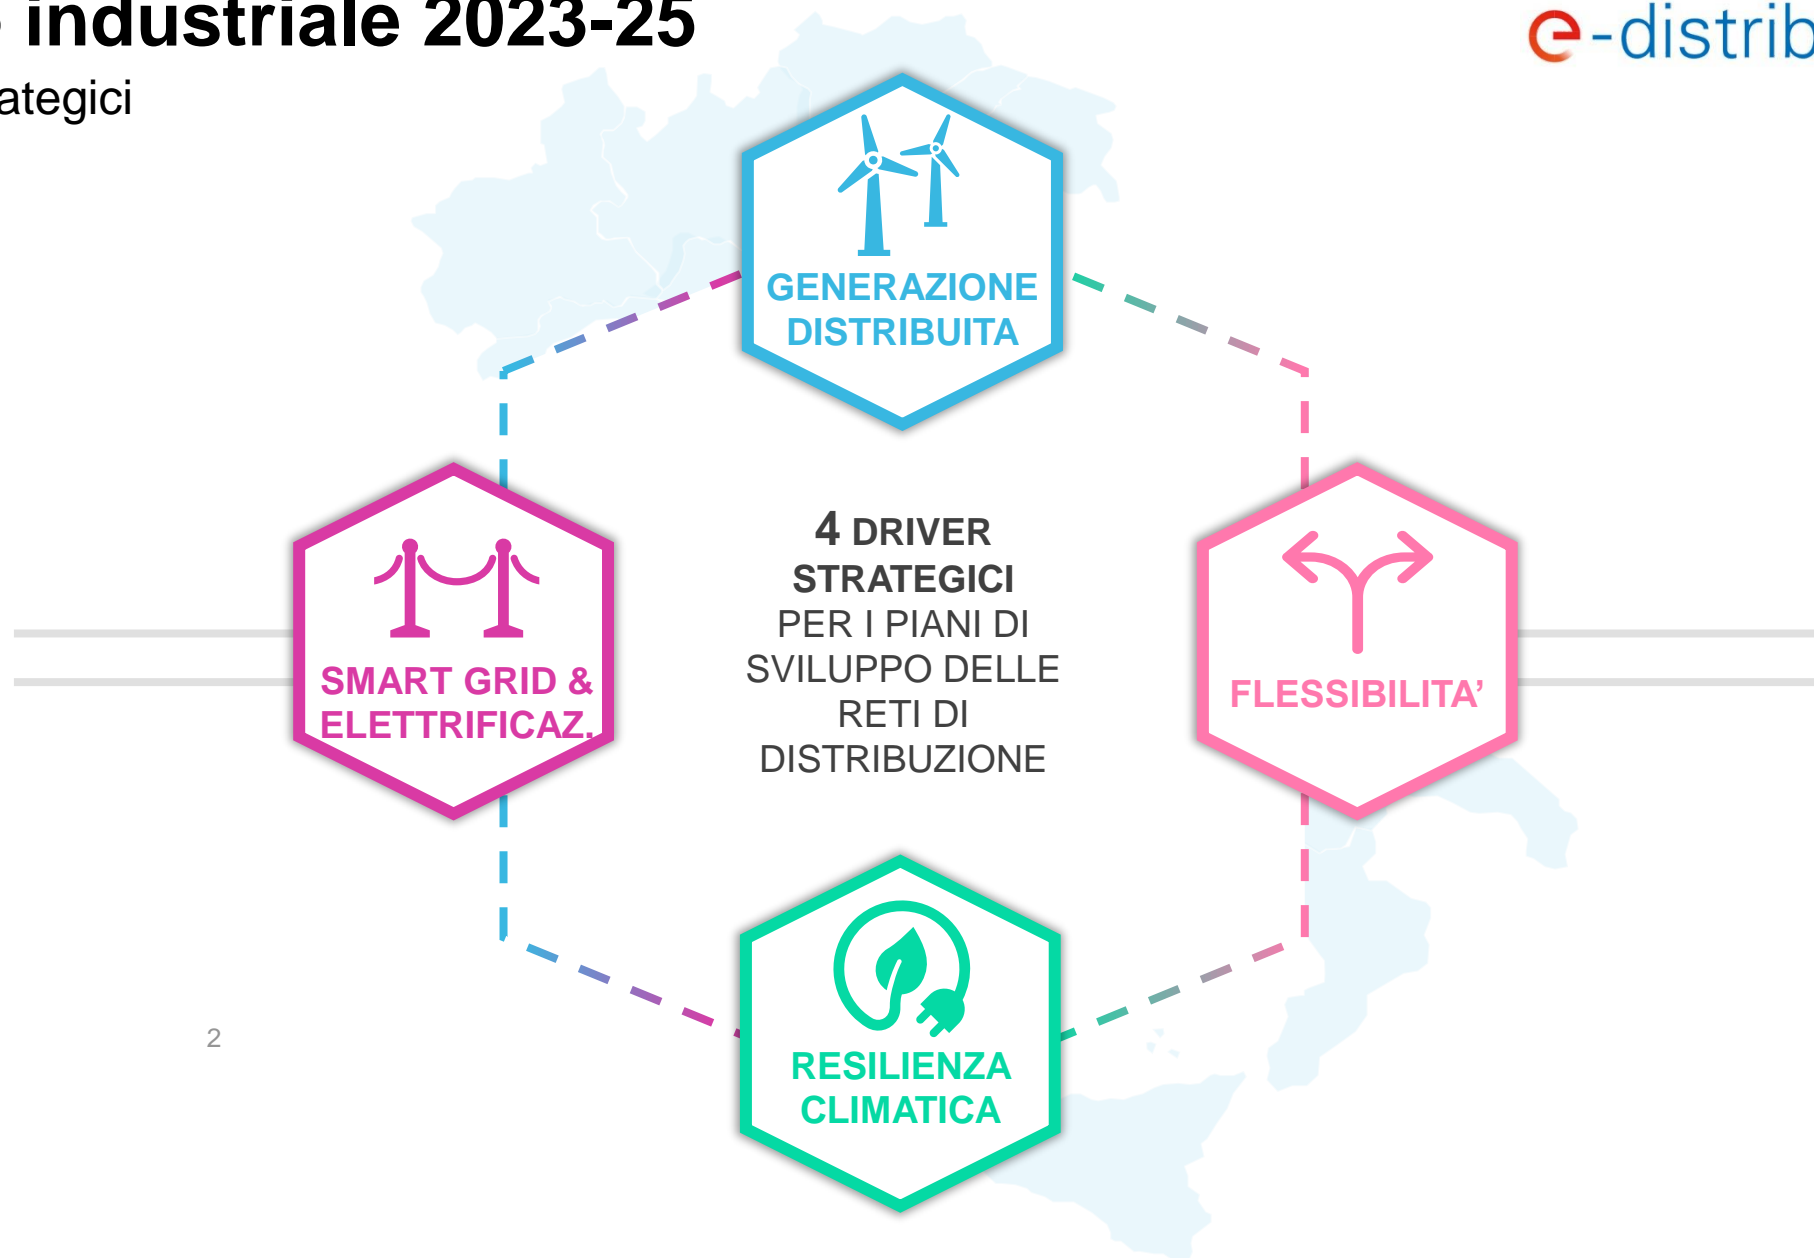 industriale 2023-25
e-distrib
ategici
GENERAZIONE
DISTRIBUITA
4 DRIVER
STRATEGICI
PER I PIANI DI
SVILUPPO DELLE
RETI DI
DISTRIBUZIONE
SMART GRID &
ELETTRIFICAZ.
FLESSIBILITA’
RESILIENZA
CLIMATICA
2